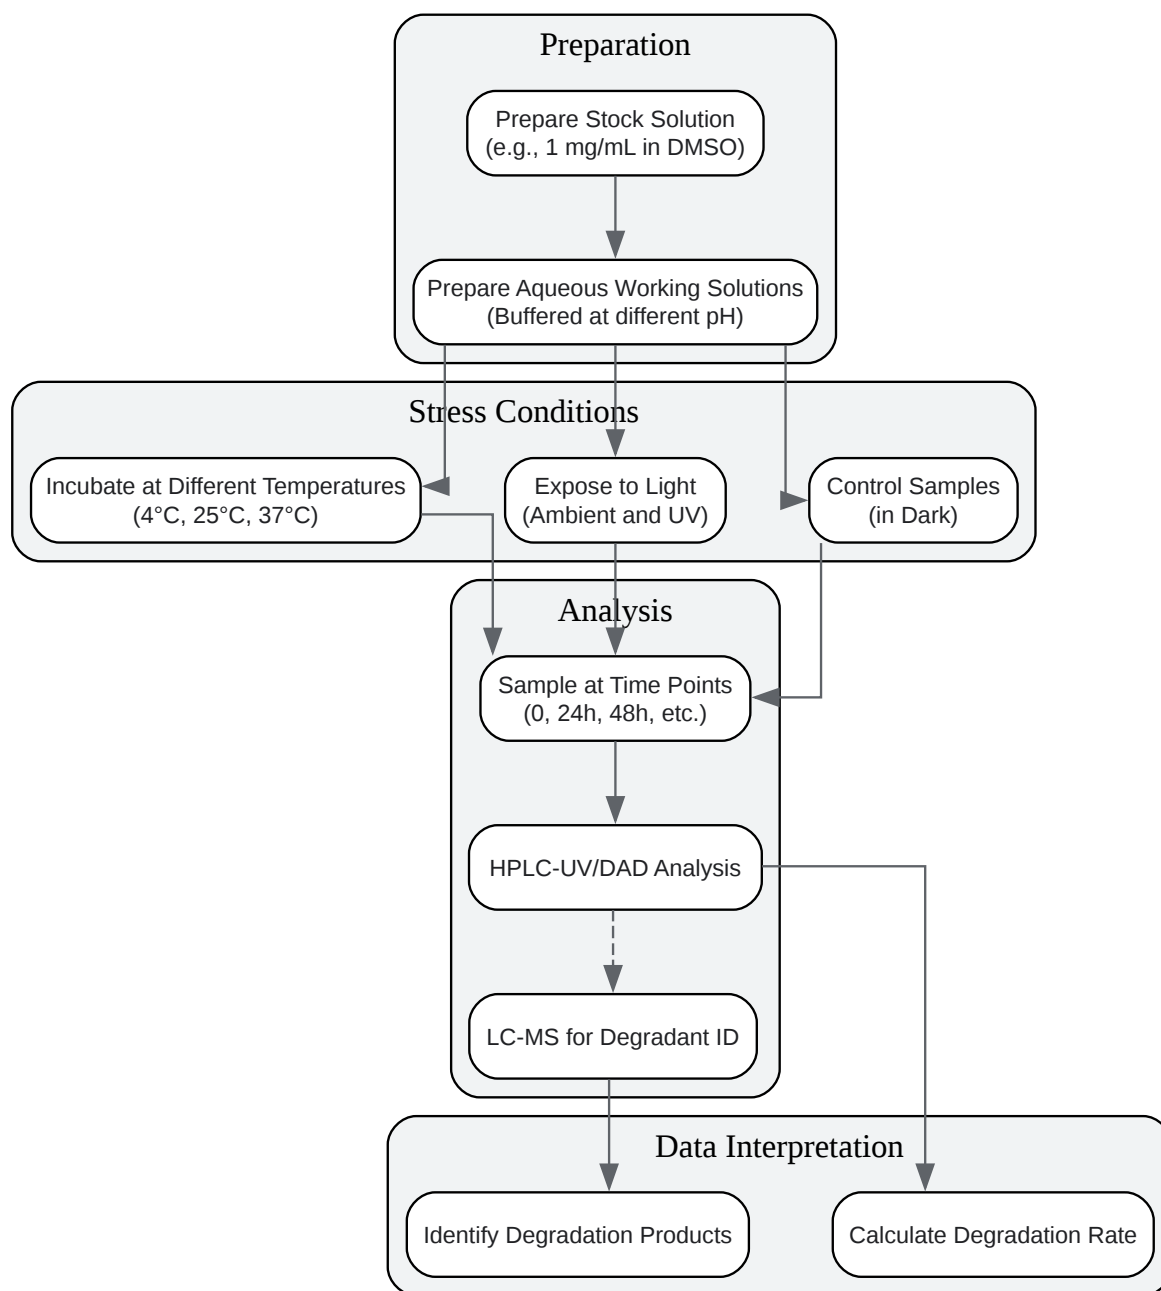 Preparation
Prepare Stock Solution
(e.g., 1 mg/mL in DMSO)
Prepare Aqueous Working Solutions
(Buffered at different pH)
Stress Conditions
Incubate at Different Temperatures
(4°C, 25°C, 37°C)
Expose to Light
(Ambient and UV)
Control Samples
(in Dark)
Analysis
Sample at Time Points
(0, 24h, 48h, etc.)
HPLC-UV/DAD Analysis
LC-MS for Degradant ID
Data Interpretation
Identify Degradation Products
Calculate Degradation Rate